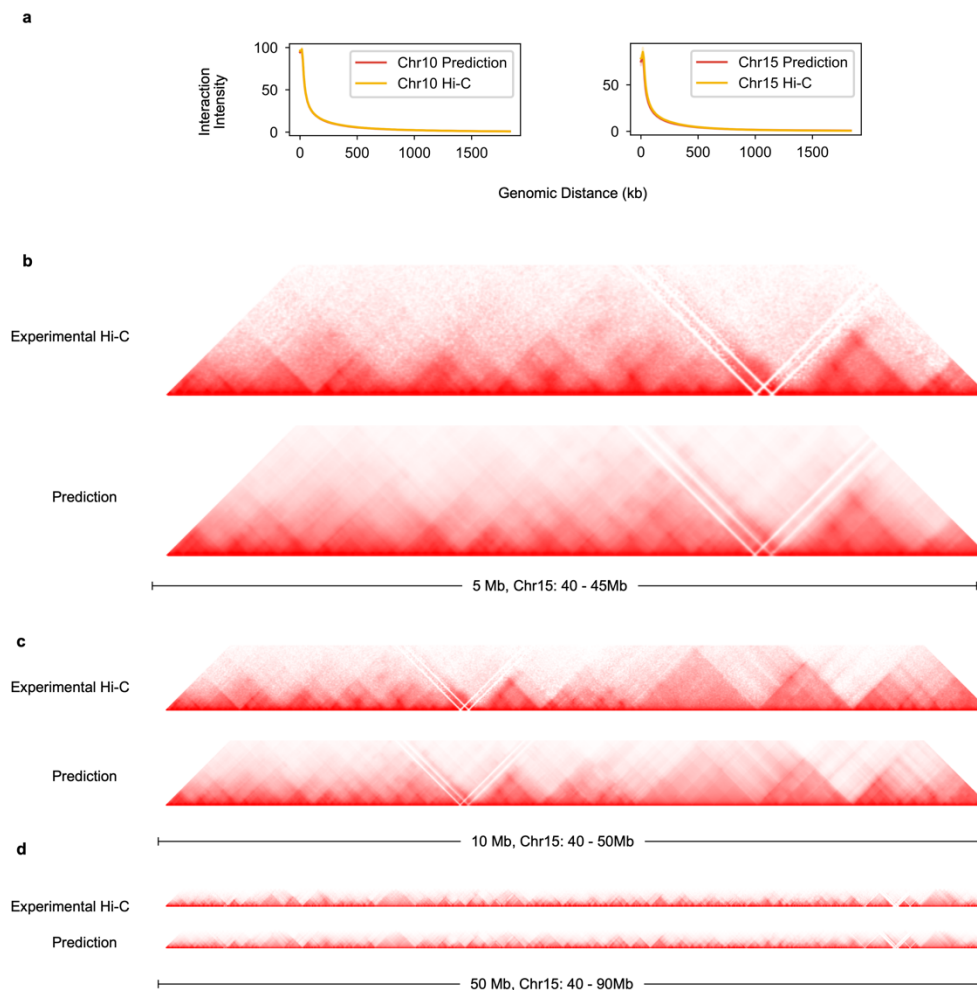 a
100
50
0
Interaction
Intensity
Chr10 Prediction
Chr10 Hi-C
0 500 1000 1500
50
0
Chr15 Prediction
Chr15 Hi-C
0 500 1000 1500
Genomic Distance (kb)
b
Experimental Hi-C
Prediction
5 Mb, Chr15: 40 - 45Mb
c
Experimental Hi-C
Prediction
10 Mb, Chr15: 40 - 50Mb
d
Experimental Hi-C
Prediction
50 Mb, Chr15: 40 - 90Mb